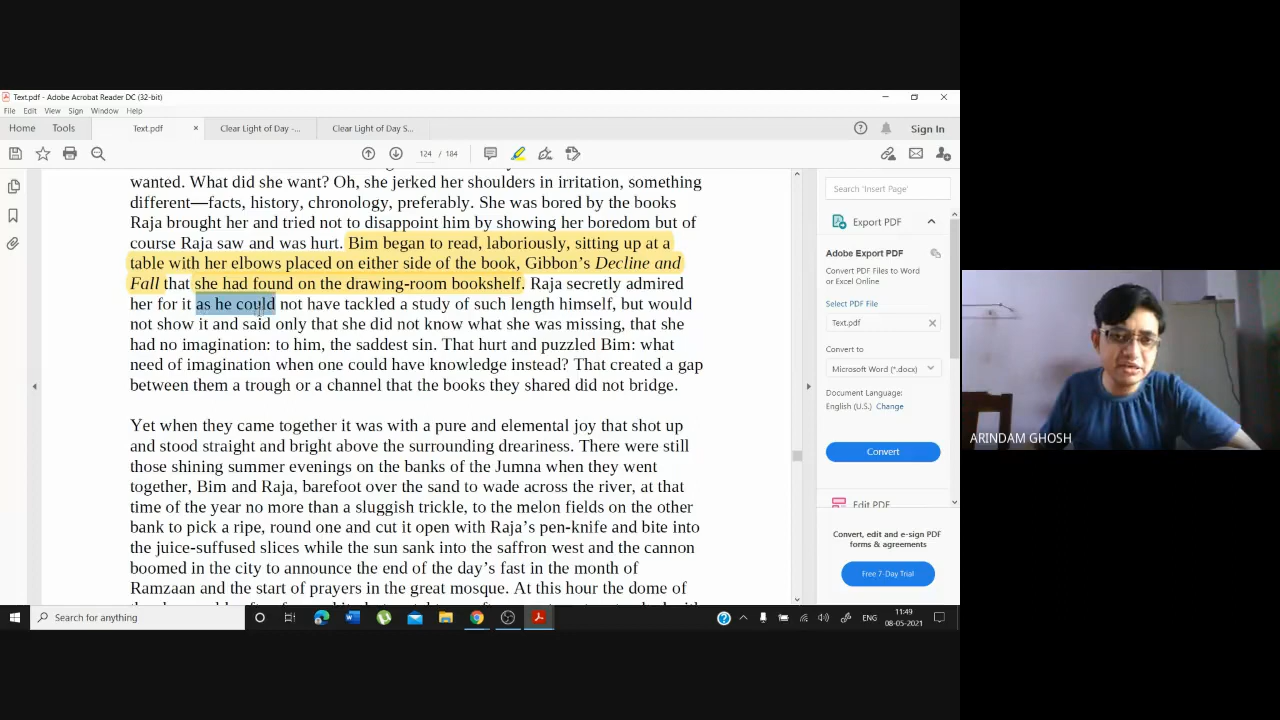 Text.pdf - Adobe Acrobat Reader DC (32-bit)
File Edit View Sign Window Help
Home Tools Text.pdf × Clear Light of Day -... Clear Light of Day S... Sign In
124 / 184
wanted. What did she want? Oh, she jerked her shoulders in irritation, something
different—facts, history, chronology, preferably. She was bored by the books
Raja brought her and tried not to disappoint him by showing her boredom but of
course Raja saw and was hurt. Bim began to read, laboriously, sitting up at a
table with her elbows placed on either side of the book, Gibbon's Decline and
Fall that she had found on the drawing-room bookshelf. Raja secretly admired
her for it as he could not have tackled a study of such length himself, but would
not show it and said only that she did not know what she was missing, that she
had no imagination: to him, the saddest sin. That hurt and puzzled Bim: what
need of imagination when one could have knowledge instead? That created a gap
between them a trough or a channel that the books they shared did not bridge.
Yet when they came together it was with a pure and elemental joy that shot up
and stood straight and bright above the surrounding dreariness. There were still
those shining summer evenings on the banks of the Jumna when they went
together, Bim and Raja, barefoot over the sand to wade across the river, at that
time of the year no more than a sluggish trickle, to the melon fields on the other
bank to pick a ripe, round one and cut it open with Raja's pen-knife and bite into
the juice-suffused slices while the sun sank into the saffron west and the cannon
boomed in the city to announce the end of the day's fast in the month of
Ramzaan and the start of prayers in the great mosque. At this hour the dome of
Search 'Insert Page'
Export PDF
Adobe Export PDF
Convert PDF Files to Word
or Excel Online
Select PDF File
Text.pdf
Convert to
Microsoft Word (*.docx)
Document Language:
English (U.S.) Change
Convert
Edit PDF
Convert, edit and e-sign PDF
forms & agreements
Free 7-Day Trial
ARINDAM GHOSH
Search for anything
ENG
11:49
08-05-2021